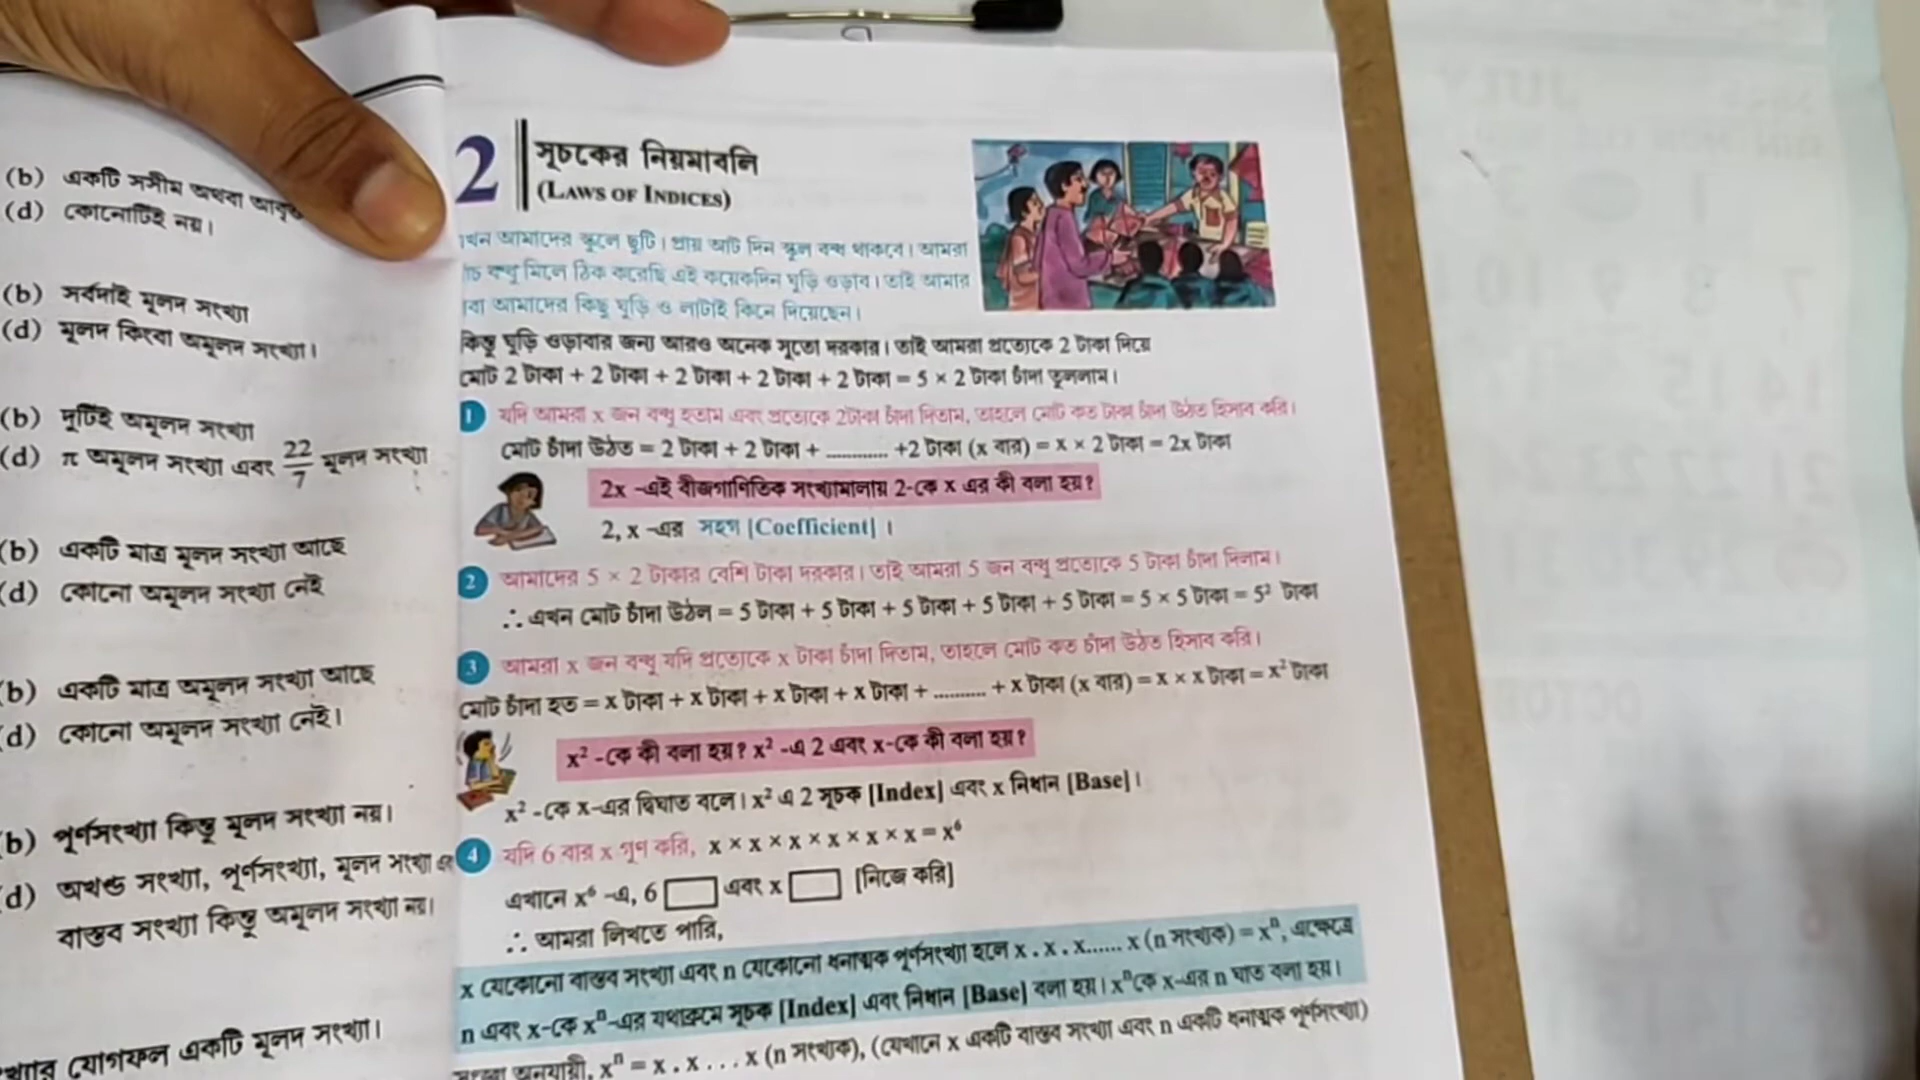 (b) একটি সসীম অথবা
(d) কোনোটিই নয়।
(b) সর্বদাই মূলদ সংখ্যা
(d) মূলদ কিংবা অমূলদ সংখ্যা।
(b) দুটিই অমূলদ সংখ্যা
(d) π অমূলদ সংখ্যা এবং 22/7 মূলদ সংখ্যা
(b) একটি মাত্র মূলদ সংখ্যা আছে
(d) কোনো অমূলদ সংখ্যা নেই
(b) একটি মাত্র অমূলদ সংখ্যা আছে
(d) কোনো অমূলদ সংখ্যা নেই।
(b) পূর্ণসংখ্যা কিন্তু মূলদ সংখ্যা নয়।
(d) অখণ্ড সংখ্যা, পূর্ণসংখ্যা, মূলদ সংখ্যা
বাস্তব সংখ্যা কিন্তু অমূলদ সংখ্যা নয়।
যোগফল একটি মূলদ সংখ্যা।
2 সূচকের নিয়মাবলি
(LAWS OF INDICES)
আমাদের স্কুলে ছুটি। প্রায় আট দিন স্কুল বন্ধ থাকবে। আমরা
বন্ধু মিলে ঠিক করেছি এই কয়েকদিন ঘুড়ি ওড়াব। তাই আমার
আমাদের কিছু ঘুড়ি ও লাটাই কিনে দিয়েছেন।
কিন্তু ঘুড়ি ওড়াবার জন্য আরও অনেক সুতো দরকার। তাই আমরা প্রত্যেকে 2 টাকা দিয়ে
মোট 2 টাকা + 2 টাকা + 2 টাকা + 2 টাকা + 2 টাকা = 5 × 2 টাকা চাঁদা তুললাম।
1 যদি আমরা x জন বন্ধু হতাম এবং প্রত্যেকে 2টাকা চাঁদা দিতাম, তাহলে মোট কত টাকা চাঁদা উঠত হিসাব করি।
মোট চাঁদা উঠত = 2 টাকা + 2 টাকা + ............ +2 টাকা (x বার) = x × 2 টাকা = 2x টাকা
2x -এই বীজগাণিতিক সংখ্যামালায় 2-কে x এর কী বলা হয়?
2, x -এর সহগ [Coefficient] ।
2 আমাদের 5 × 2 টাকার বেশি টাকা দরকার। তাই আমরা 5 জন বন্ধু প্রত্যেকে 5 টাকা চাঁদা দিলাম।
∴ এখন মোট চাঁদা উঠল = 5 টাকা + 5 টাকা + 5 টাকা + 5 টাকা + 5 টাকা = 5 × 5 টাকা = 5² টাকা
3 আমরা x জন বন্ধু যদি প্রত্যেকে x টাকা চাঁদা দিতাম, তাহলে মোট কত চাঁদা উঠত হিসাব করি।
মোট চাঁদা হত = x টাকা + x টাকা + x টাকা + x টাকা + .......... + x টাকা (x বার) = x × x টাকা = x² টাকা
x² -কে কী বলা হয়? x² -এ 2 এবং x-কে কী বলা হয়?
x² -কে x-এর দ্বিঘাত বলে। x² এ 2 সূচক [Index] এবং x নিধান [Base]।
4 যদি 6 বার x গুণ করি, x × x × x × x × x × x = x⁶
এখানে x⁶ -এ, 6 □ এবং x □ [নিজে করি]
∴ আমরা লিখতে পারি,
x যেকোনো বাস্তব সংখ্যা এবং n যেকোনো ধনাত্মক পূর্ণসংখ্যা হলে x . x . x...... x (n সংখ্যক) = xⁿ, এক্ষেত্রে
n এবং x-কে xⁿ-এর যথাক্রমে সূচক [Index] এবং নিধান [Base] বলা হয়। xⁿকে x-এর n ঘাত বলা হয়।
অনুযায়ী, xⁿ = x . x . . . x (n সংখ্যক), (যেখানে x একটি বাস্তব সংখ্যা এবং n একটি ধনাত্মক পূর্ণসংখ্যা)